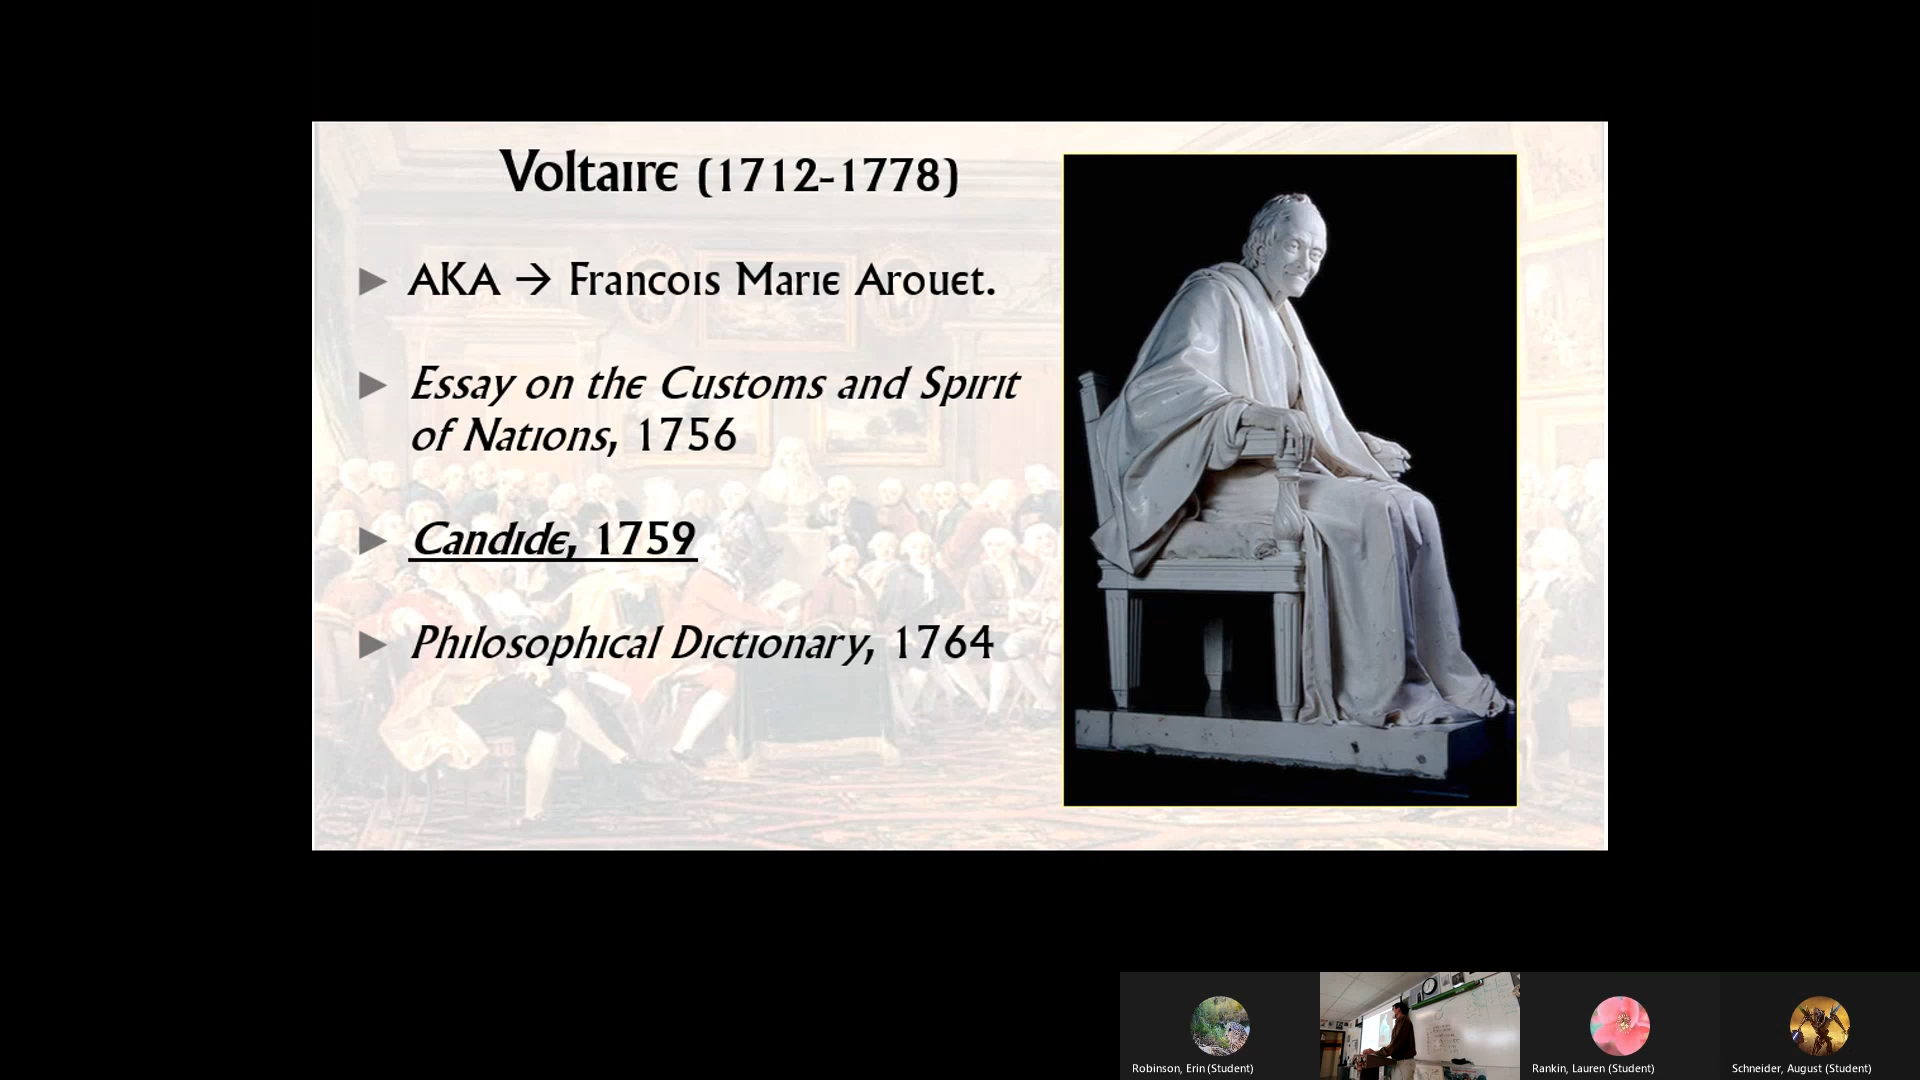 Voltaire (1712-1778)
► AKA → Francois Marie Arouet.
► Essay on the Customs and Spirit
of Nations, 1756
► Candide, 1759
► Philosophical Dictionary, 1764
Robinson, Erin (Student)
Rankin, Lauren (Student)
Schneider, August (Student)